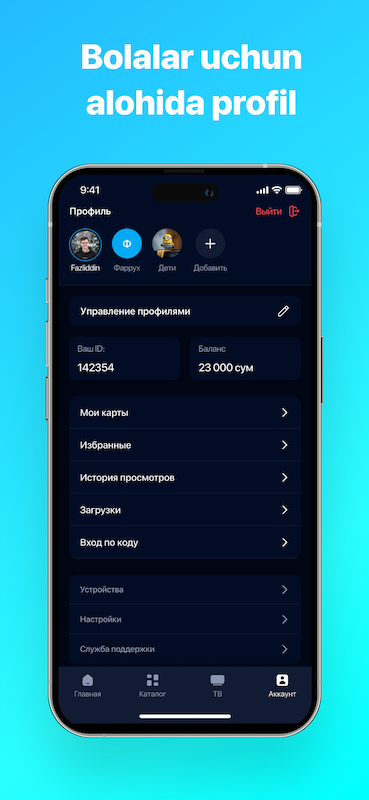 Bolalar uchun
alohida profil
9:41
Профиль
Выйти
Fazliddin
Ф
Фаррух
Дети
Добавить
Управление профилями
Ваш ID:
142354
Баланс
23 000 сум
Мои карты
Избранные
История просмотров
Загрузки
Вход по коду
Устройства
Настройки
Служба поддержки
Главная
Каталог
ТВ
Аккаунт